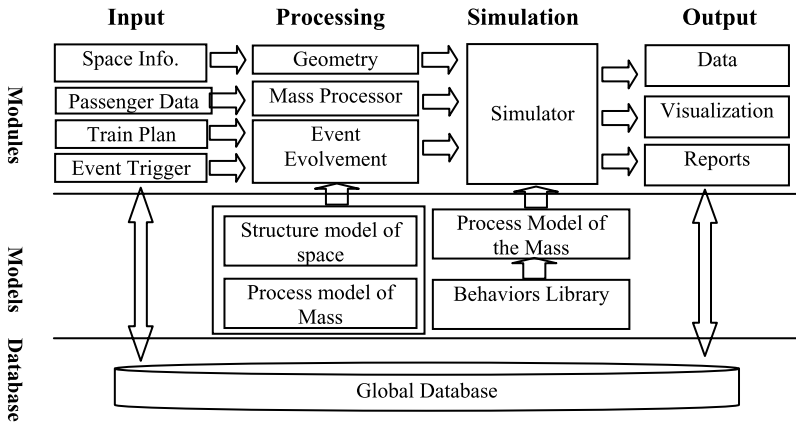 Input
Processing
Simulation
Output
Modules
Space Info.
Geometry
Simulator
Data
Passenger Data
Mass Processor
Visualization
Train Plan
Event
Evolvement
Event Trigger
Reports
Models
Structure model of
space
Process Model of
the Mass
Process model of
Mass
Behaviors Library
Database
Global Database